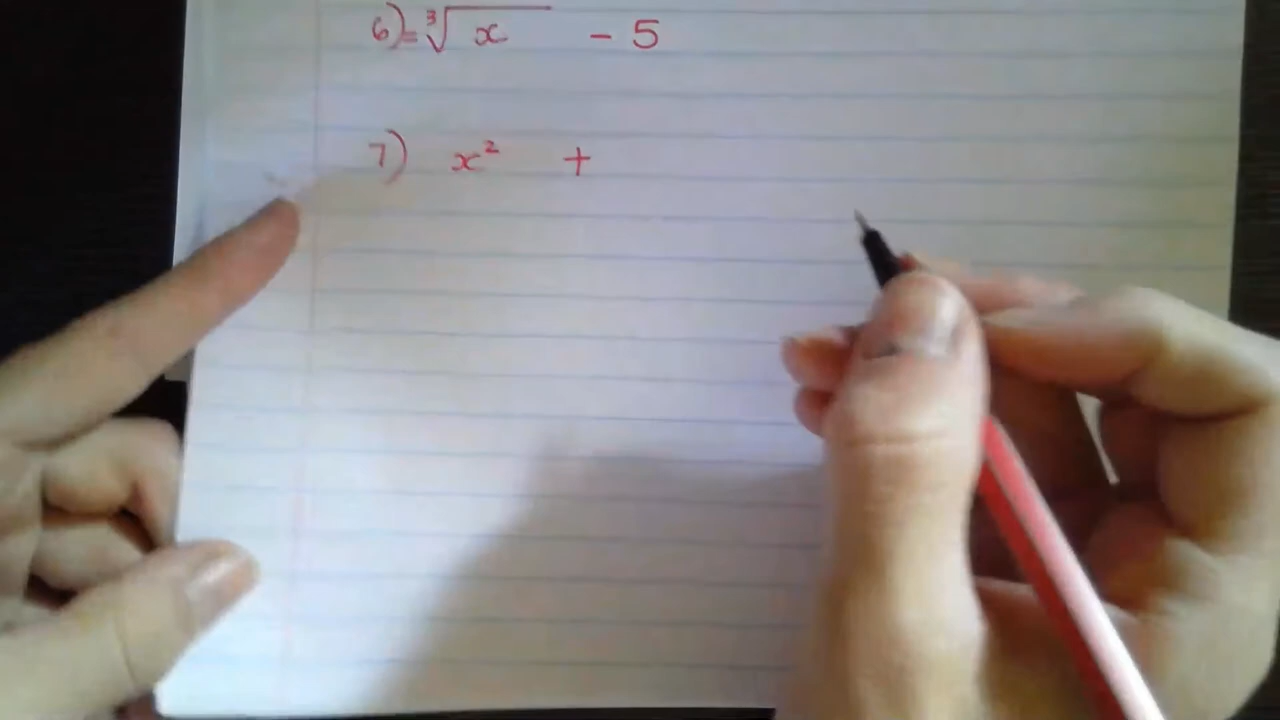 6)=∛x - 5
7) x² +